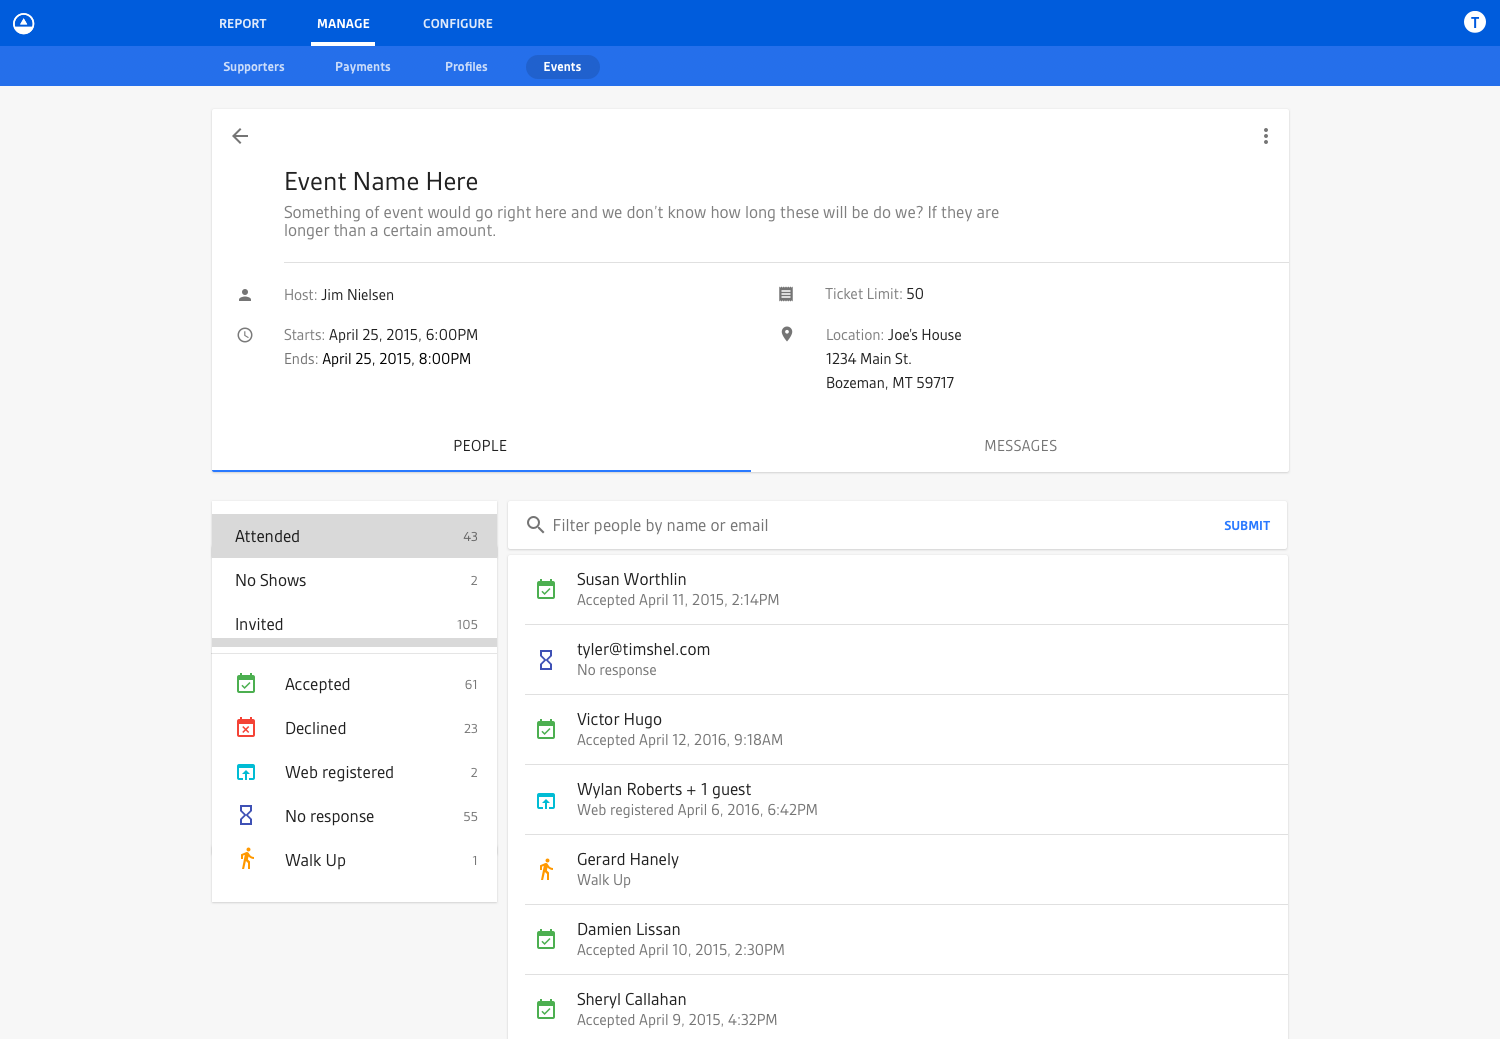 REPORT MANAGE CONFIGURE T
Supporters Payments Profiles Events
Event Name Here
Something of event would go right here and we don't know how long these will be do we? If they are
longer than a certain amount.
Host: Jim Nielsen
Ticket Limit: 50
Starts: April 25, 2015, 6:00PM
Ends: April 25, 2015, 8:00PM
Location: Joe's House
1234 Main St.
Bozeman, MT 59717
PEOPLE MESSAGES
Attended 43
No Shows 2
Invited 105
Accepted 61
Declined 23
Web registered 2
No response 55
Walk Up 1
Filter people by name or email SUBMIT
Susan Worthlin
Accepted April 11, 2015, 2:14PM
tyler@timshel.com
No response
Victor Hugo
Accepted April 12, 2016, 9:18AM
Wylan Roberts + 1 guest
Web registered April 6, 2016, 6:42PM
Gerard Hanely
Walk Up
Damien Lissan
Accepted April 10, 2015, 2:30PM
Sheryl Callahan
Accepted April 9, 2015, 4:32PM